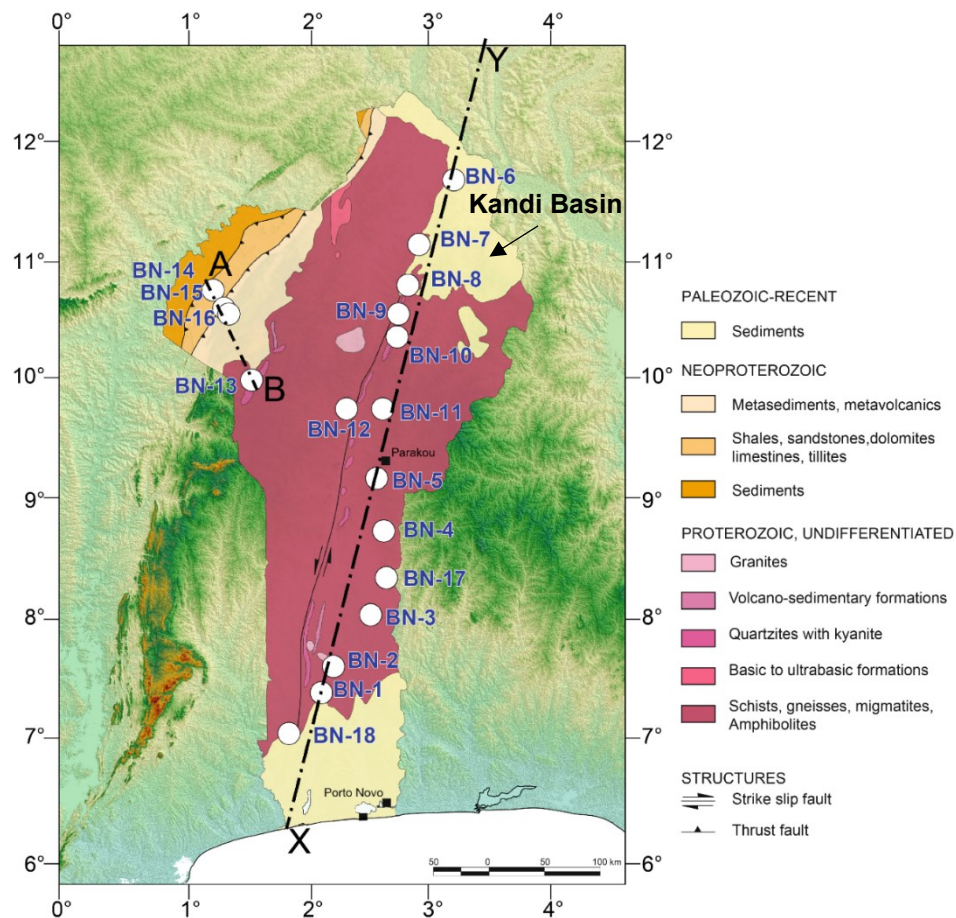 0° 1° 2° 3° 4°
Y
12° 12°
BN-6
Kandi Basin
11° 11°
BN-7
BN-14 A
BN-8
BN-15
BN-9
BN-16
BN-10
10° 10°
BN-13 B
BN-11
BN-12
Parakou
BN-5
9° 9°
BN-4
BN-17
8° 8°
BN-3
BN-2
BN-1
7° 7°
BN-18
Porto Novo
X
6° 6°
50 0 50 100 km
0° 1° 2° 3° 4°
PALEOZOIC-RECENT
Sediments
NEOPROTEROZOIC
Metasediments, metavolcanics
Shales, sandstones,dolomites
limestines, tillites
Sediments
PROTEROZOIC, UNDIFFERENTIATED
Granites
Volcano-sedimentary formations
Quartzites with kyanite
Basic to ultrabasic formations
Schists, gneisses, migmatites,
Amphibolites
STRUCTURES
Strike slip fault
Thrust fault